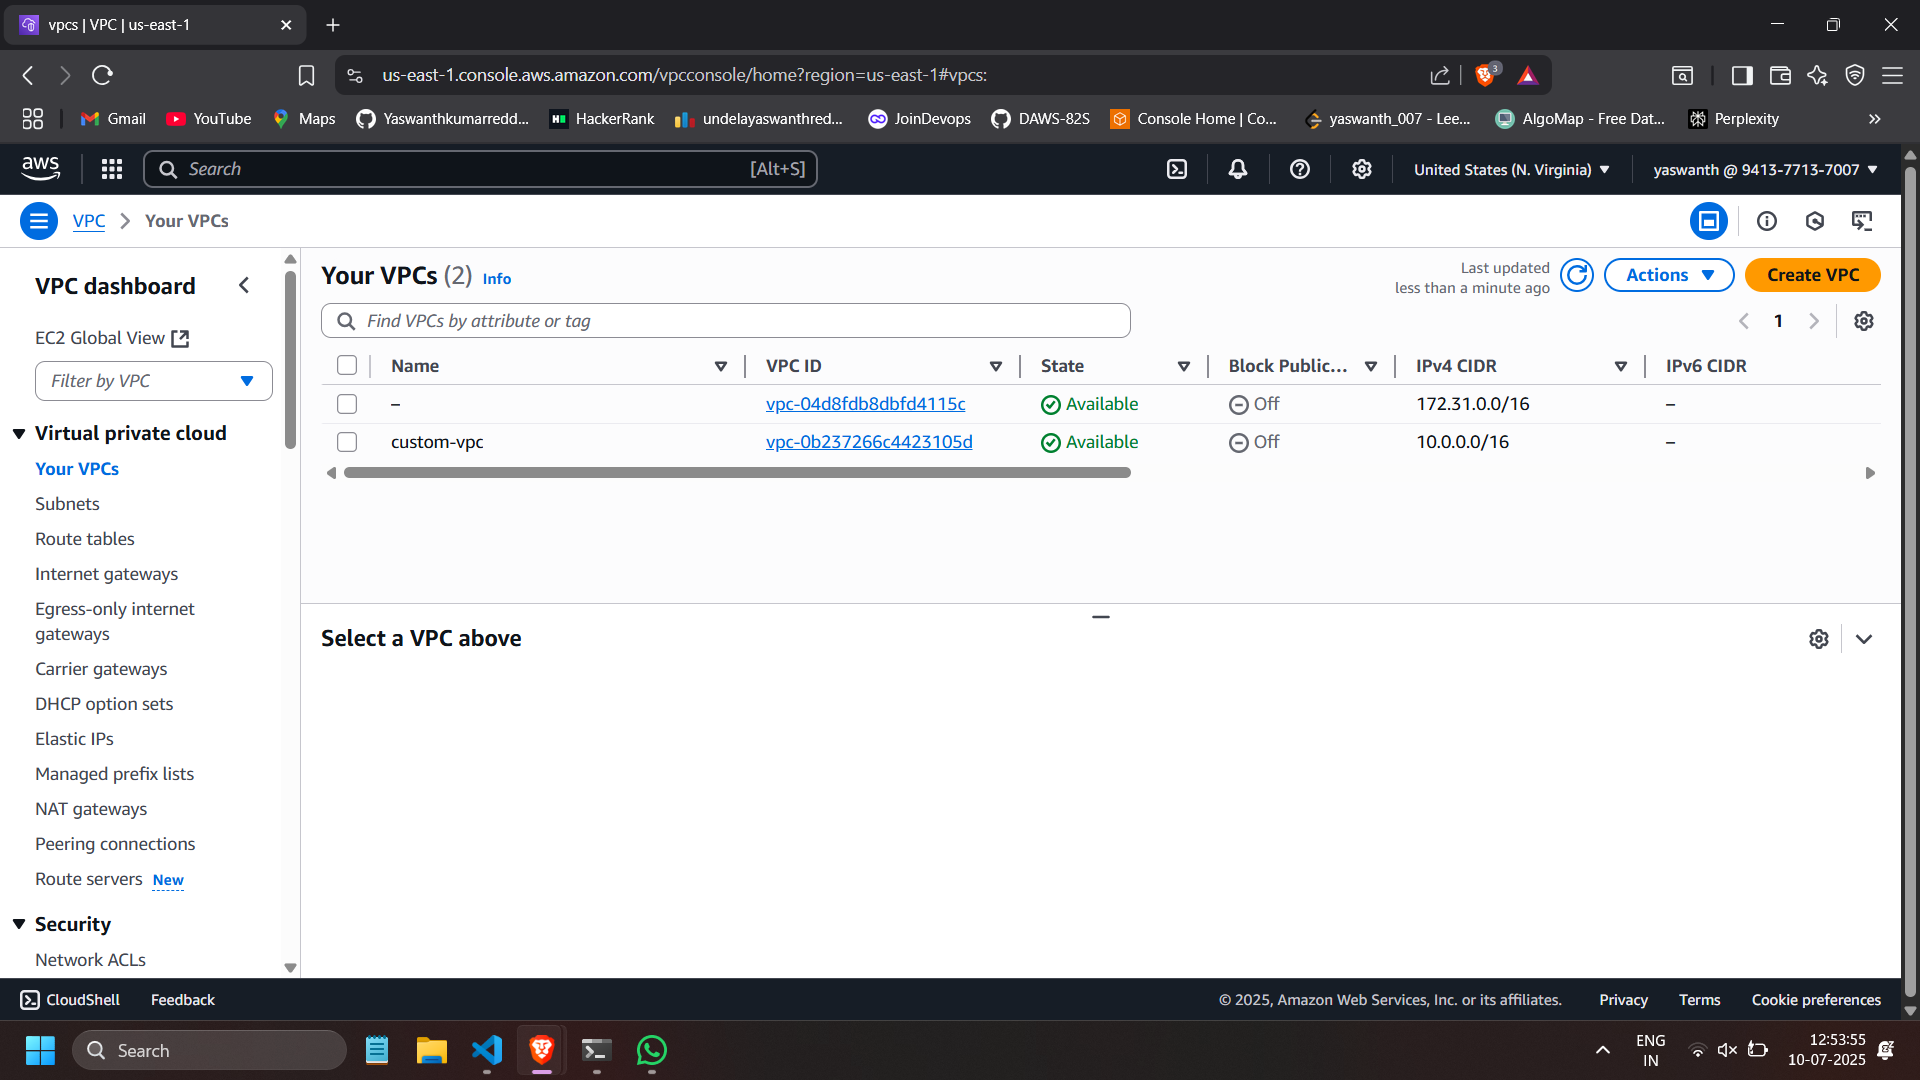 vpcs | VPC | us-east-1
us-east-1.console.aws.amazon.com/vpcconsole/home?region=us-east-1#vpcs:
3
Gmail YouTube Maps Yaswanthkumarredd... HackerRank undelayaswanthred... JoinDevops DAWS-82S Console Home | Co... yaswanth_007 - Lee... AlgoMap - Free Dat... Perplexity
aws Search [Alt+S] United States (N. Virginia) yaswanth @ 9413-7713-7007
VPC Your VPCs
VPC dashboard
EC2 Global View
Filter by VPC
Virtual private cloud
Your VPCs
Subnets
Route tables
Internet gateways
Egress-only internet
gateways
Carrier gateways
DHCP option sets
Elastic IPs
Managed prefix lists
NAT gateways
Peering connections
Route servers New
Security
Network ACLs
Your VPCs (2) Info
Last updated
less than a minute ago
Actions
Create VPC
Find VPCs by attribute or tag
1
Name VPC ID State Block Public... IPv4 CIDR IPv6 CIDR
– vpc-04d8fdb8dbfd4115c Available Off 172.31.0.0/16 –
custom-vpc vpc-0b237266c4423105d Available Off 10.0.0.0/16 –
Select a VPC above
CloudShell Feedback © 2025, Amazon Web Services, Inc. or its affiliates. Privacy Terms Cookie preferences
Search
ENG
IN
12:53:55
10-07-2025